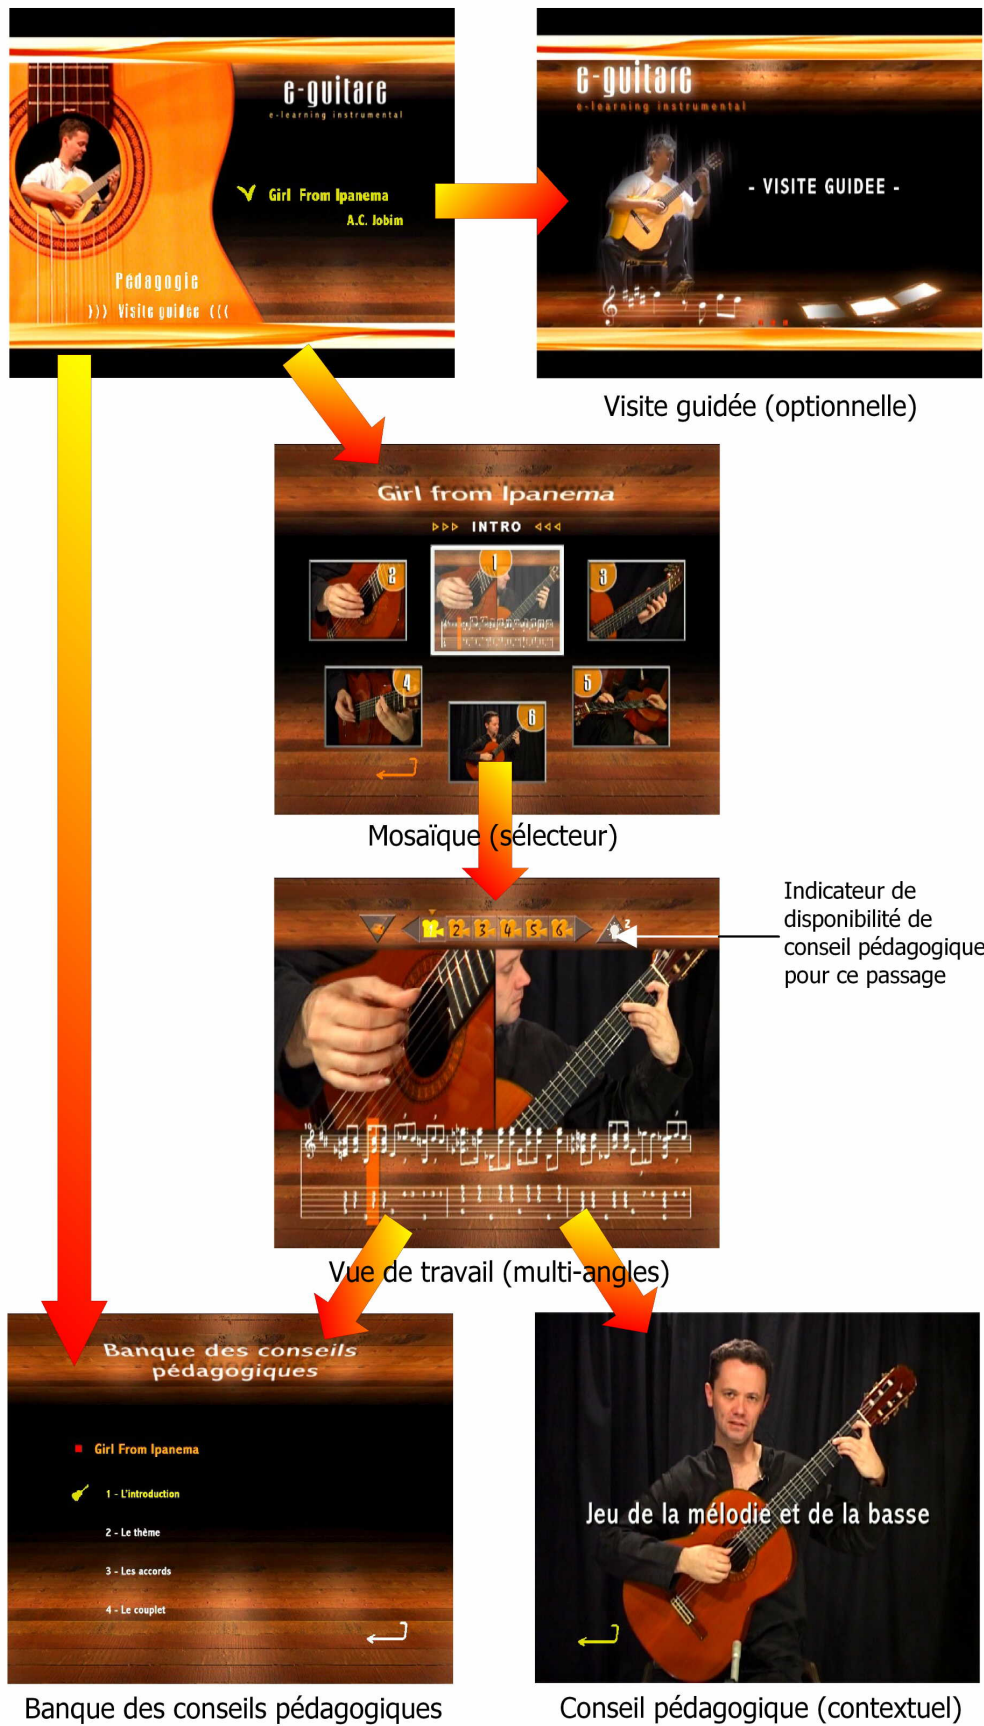 e-guitare
e-learning instrumental
Girl From Ipanema
A.C. Jobim
Pédagogie
))) Visite guidée (((
e-guitare
e-learning instrumental
- VISITE GUIDEE -
Visite guidée (optionnelle)
Girl from Ipanema
INTRO
1
2
3
4
5
6
Mosaïque (sélecteur)
1 2 3 4 5 6
2
Indicateur de
disponibilité de
conseil pédagogique
pour ce passage
10
Vue de travail (multi-angles)
Banque des conseils
pédagogiques
Girl From Ipanema
1 - L'introduction
2 - Le thème
3 - Les accords
4 - Le couplet
Banque des conseils pédagogiques
Jeu de la mélodie et de la basse
Conseil pédagogique (contextuel)